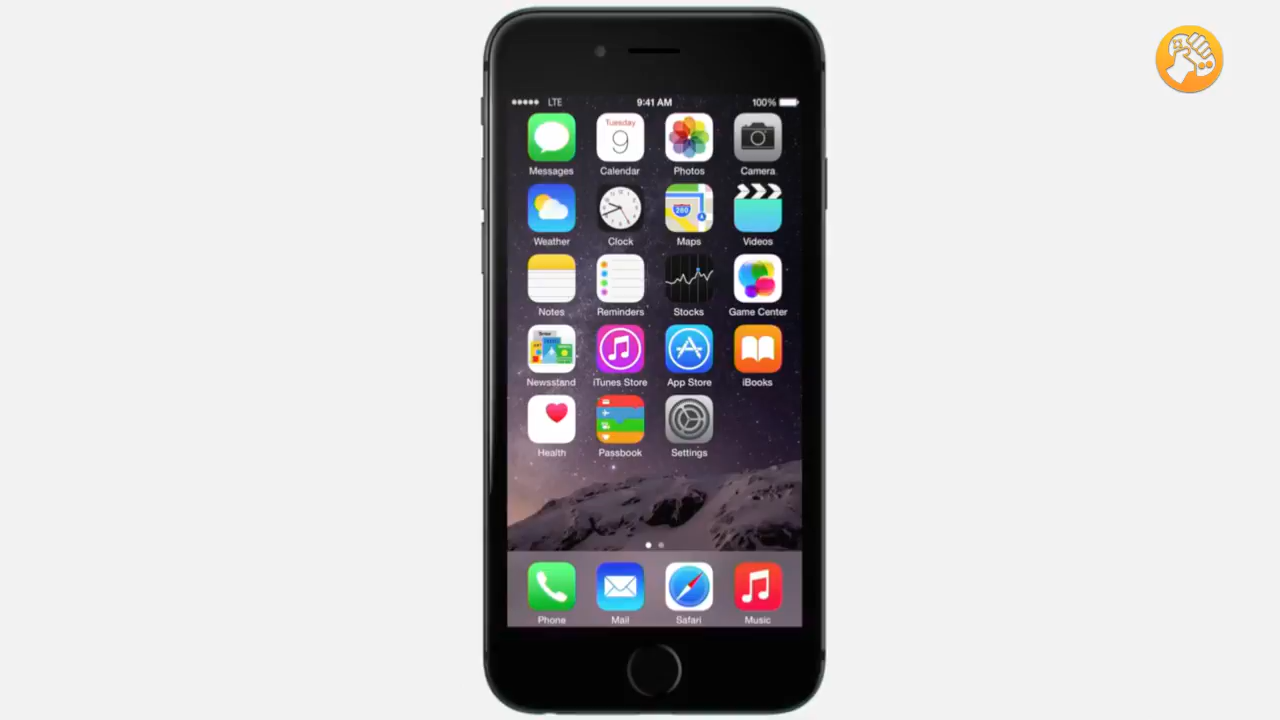 LTE 9:41 AM 100%
Tuesday
9
Messages Calendar Photos Camera
280
Weather Clock Maps Videos
Notes Reminders Stocks Game Center
Newsstand iTunes Store App Store iBooks
Health Passbook Settings
Phone Mail Safari Music